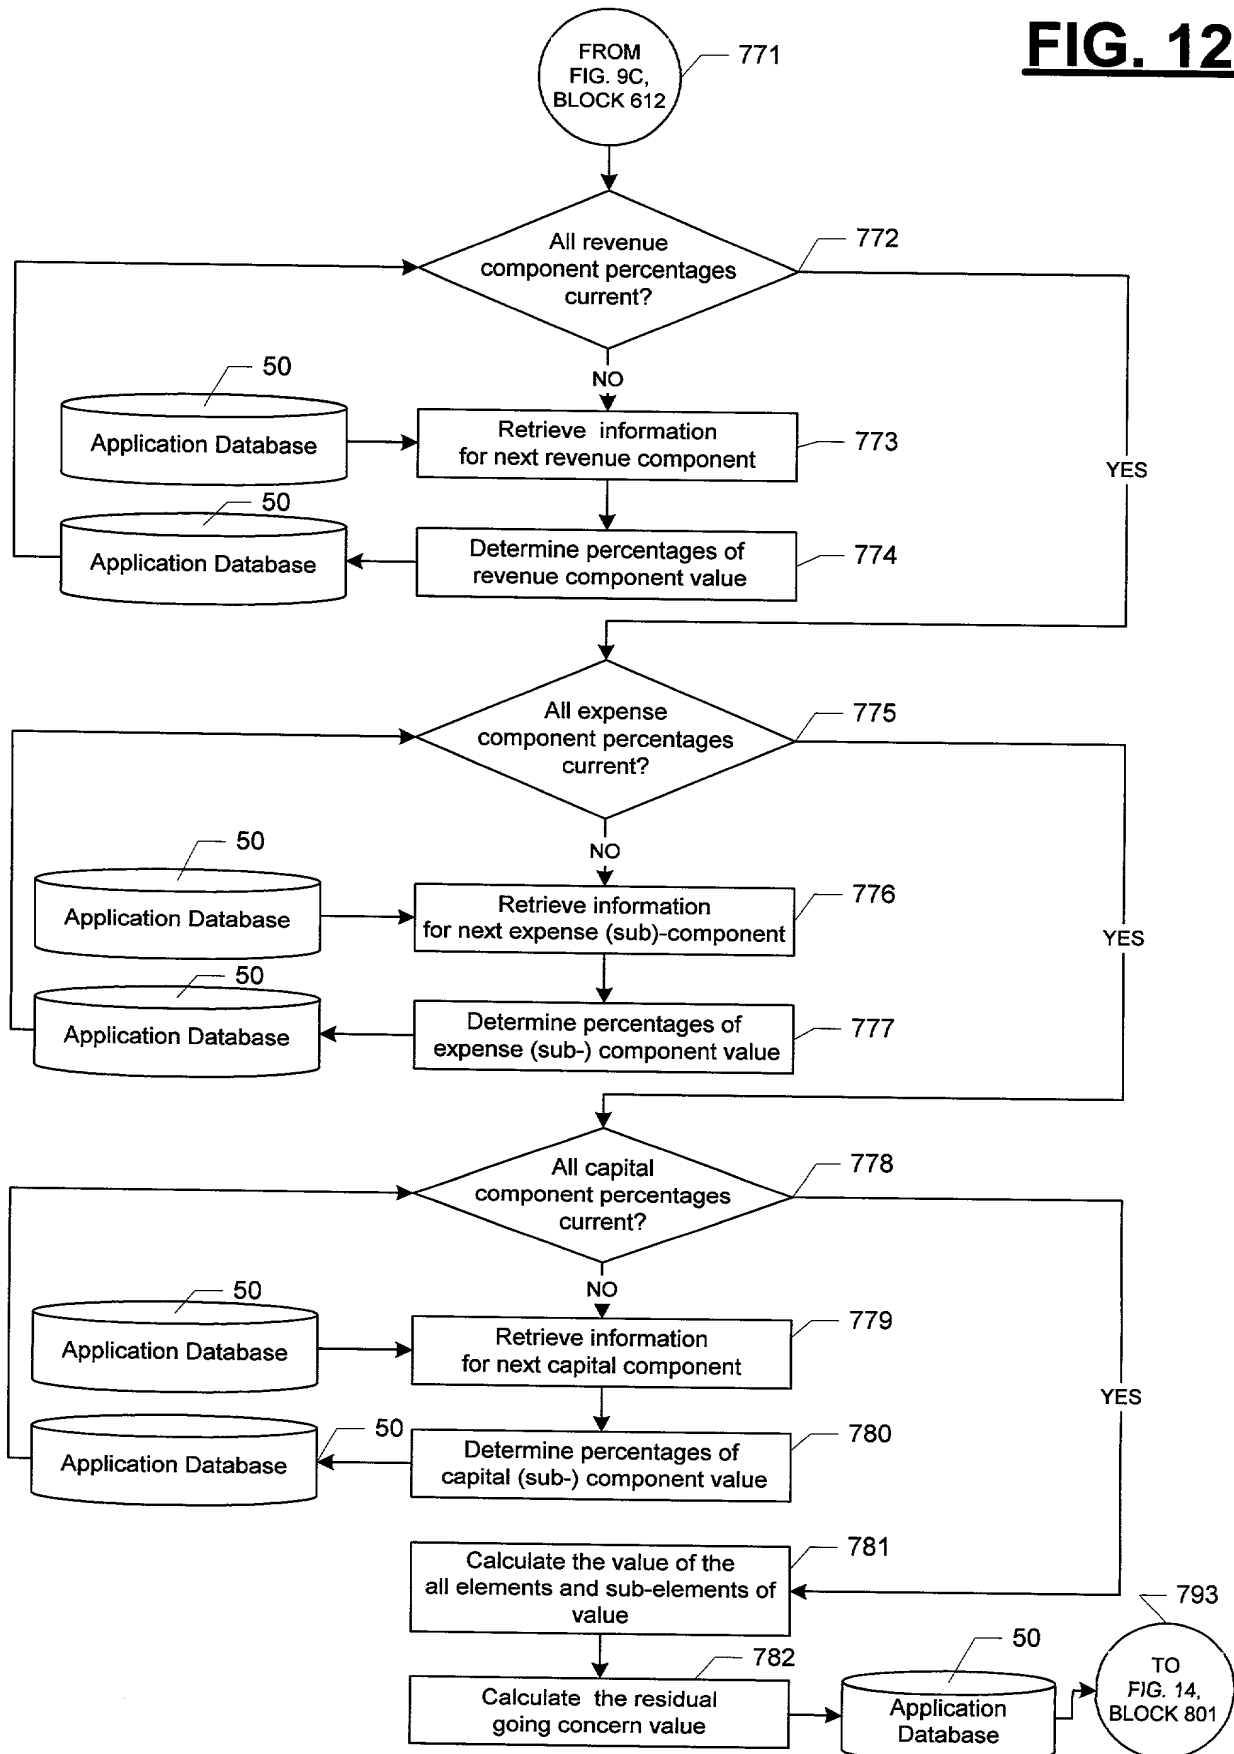 FIG. 12
FROM
FIG. 9C,
BLOCK 612
771
All revenue
component percentages
current?
772
NO
YES
50
Application Database
Retrieve information
for next revenue component
773
50
Application Database
Determine percentages of
revenue component value
774
All expense
component percentages
current?
775
NO
YES
50
Application Database
Retrieve information
for next expense (sub)-component
776
50
Application Database
Determine percentages of
expense (sub-) component value
777
All capital
component percentages
current?
778
NO
YES
50
Application Database
Retrieve information
for next capital component
779
50
Application Database
Determine percentages of
capital (sub-) component value
780
Calculate the value of the
all elements and sub-elements of
value
781
Calculate the residual
going concern value
782
50
Application
Database
793
TO
FIG. 14,
BLOCK 801